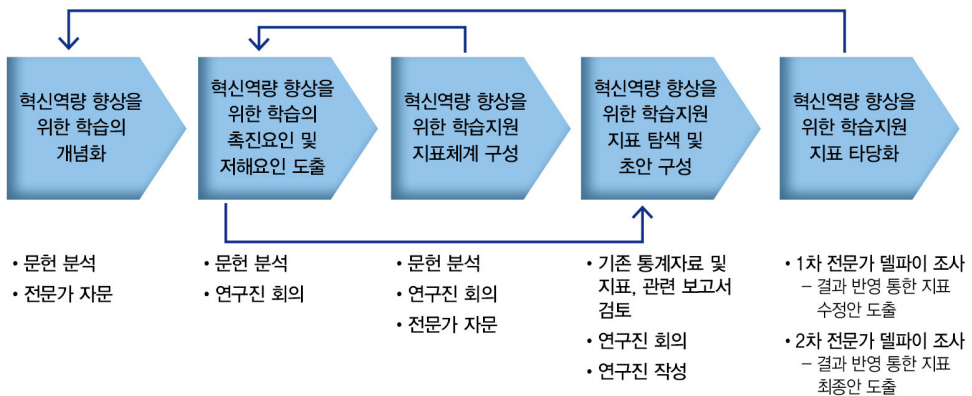 혁신역량 향상을
위한 학습의
개념화
혁신역량 향상을
위한 학습의
촉진요인 및
저해요인 도출
혁신역량 향상을
위한 학습지원
지표체계 구성
혁신역량 향상을
위한 학습지원
지표 탐색 및
초안 구성
혁신역량 향상을
위한 학습지원
지표 타당화
• 문헌 분석
• 전문가 자문
• 문헌 분석
• 연구진 회의
• 문헌 분석
• 연구진 회의
• 전문가 자문
• 기존 통계자료 및
지표, 관련 보고서
검토
• 연구진 회의
• 연구진 작성
• 1차 전문가 델파이 조사
– 결과 반영 통한 지표
수정안 도출
• 2차 전문가 델파이 조사
– 결과 반영 통한 지표
최종안 도출